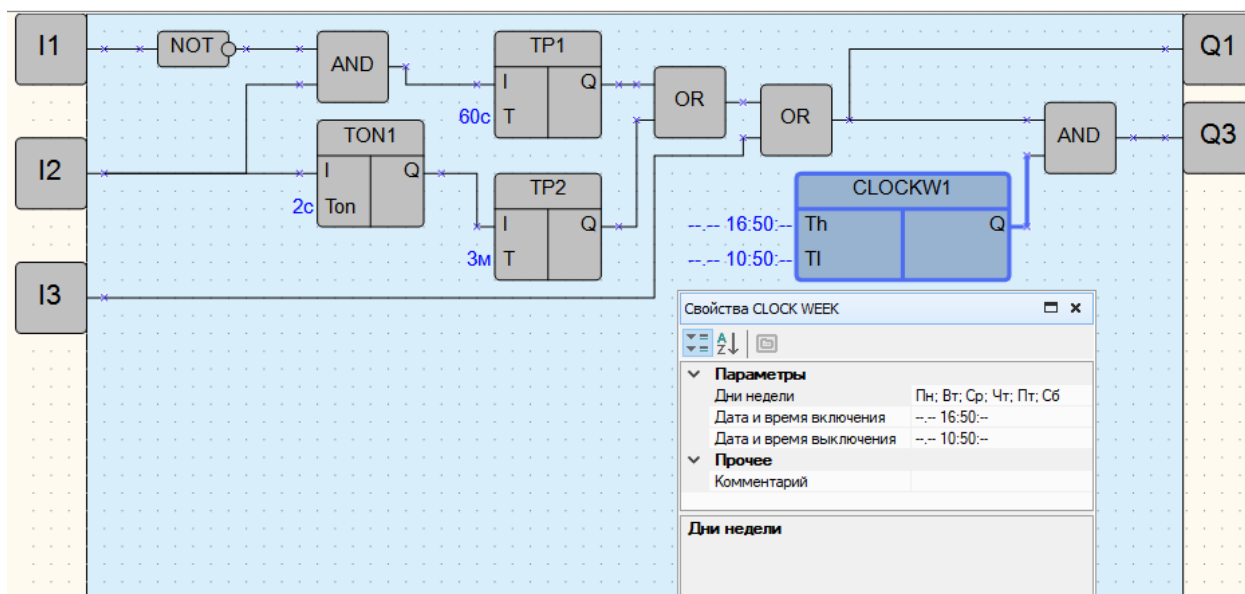 I1
NOT
AND
TP1
I Q
60с T
OR
OR
Q1
I2
TON1
I Q
2с Ton
TP2
I Q
3м T
AND
Q3
CLOCKW1
--.-- 16:50:-- Th Q
--.-- 10:50:-- Tl
I3
Свойства CLOCK WEEK
A
Z
Параметры
Дни недели Пн; Вт; Ср; Чт; Пт; Сб
Дата и время включения --.-- 16:50:--
Дата и время выключения --.-- 10:50:--
Прочее
Комментарий
Дни недели